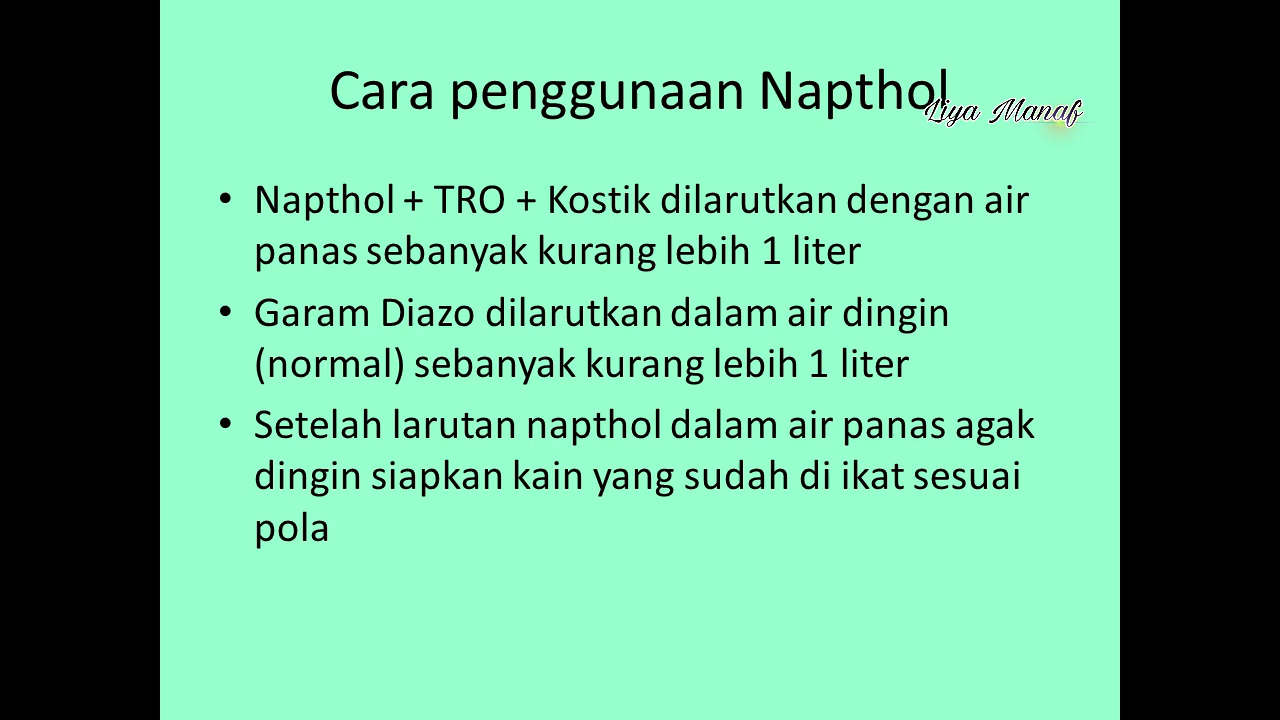 Cara penggunaan Napthol
Liya Manaf
• Napthol + TRO + Kostik dilarutkan dengan air
panas sebanyak kurang lebih 1 liter
• Garam Diazo dilarutkan dalam air dingin
(normal) sebanyak kurang lebih 1 liter
• Setelah larutan napthol dalam air panas agak
dingin siapkan kain yang sudah di ikat sesuai
pola